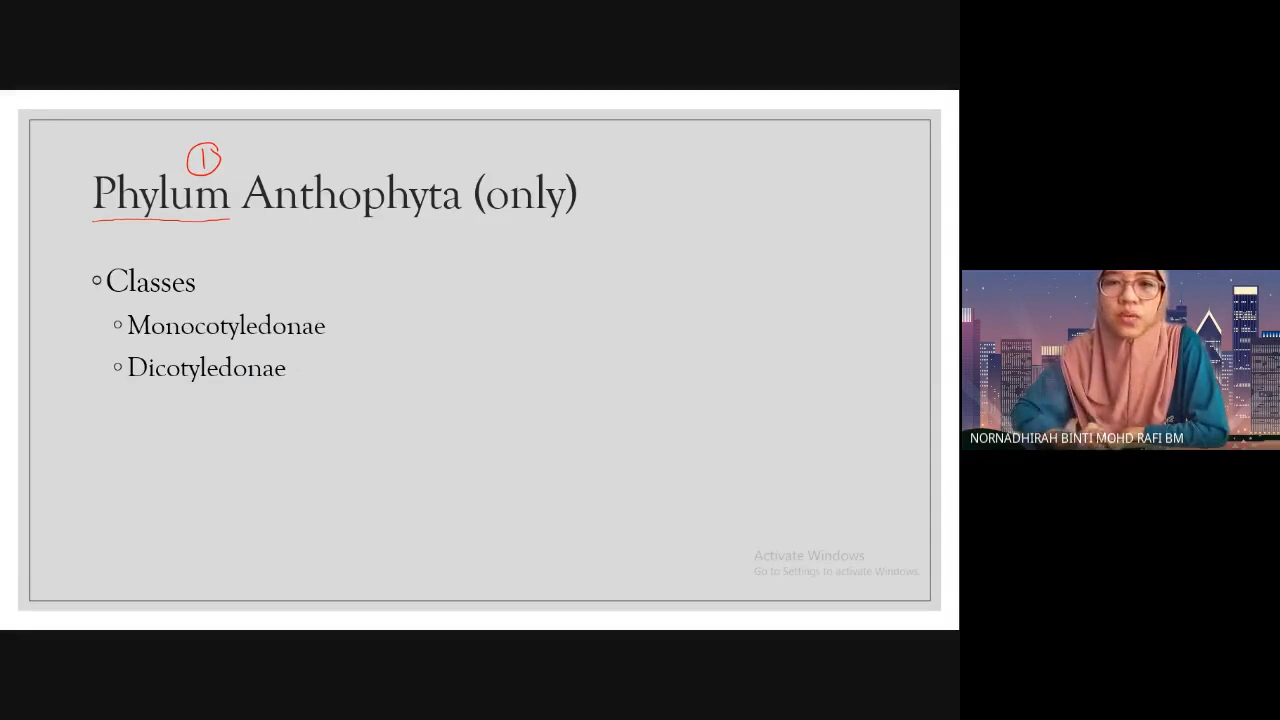 1
Phylum Anthophyta (only)
Classes
Monocotyledonae
Dicotyledonae
Activate Windows
Go to Settings to activate Windows.
NORNADHIRAH BINTI MOHD RAFI BM